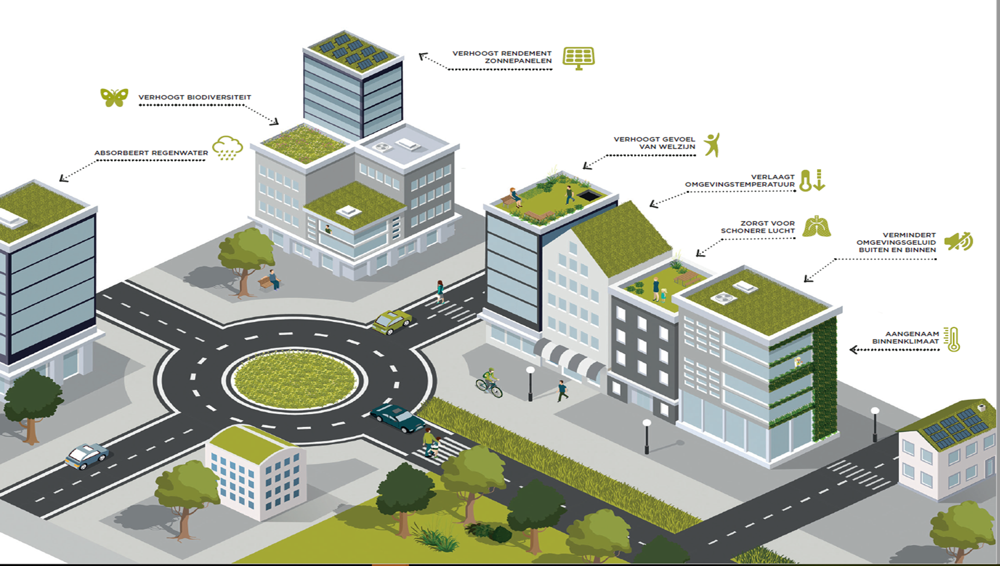 VERHOOGT RENDEMENT
ZONNEPANELEN
VERHOOGT BIODIVERSITEIT
ABSORBEERT REGENWATER
VERHOOGT GEVOEL
VAN WELZIJN
VERLAAGT
OMGEVINGSTEMPERATUUR
ZORGT VOOR
SCHONERE LUCHT
VERMINDERT
OMGEVINGSGELUID
BUITEN EN BINNEN
AANGENAAM
BINNENKLIMAAT